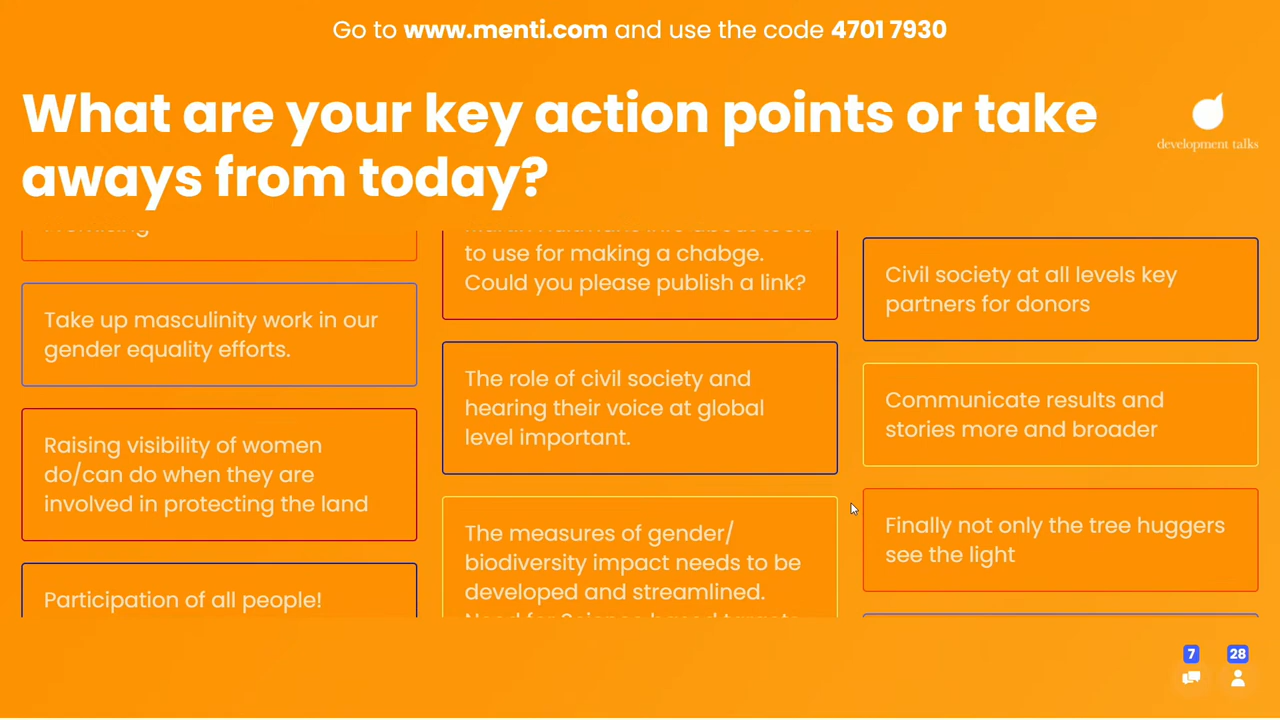 Go to www.menti.com and use the code 4701 7930
What are your key action points or take
aways from today?
development talks
Take up masculinity work in our
gender equality efforts.
Raising visibility of women
do/can do when they are
involved in protecting the land
Participation of all people!
to use for making a chabge.
Could you please publish a link?
The role of civil society and
hearing their voice at global
level important.
The measures of gender/
biodiversity impact needs to be
developed and streamlined.
Civil society at all levels key
partners for donors
Communicate results and
stories more and broader
Finally not only the tree huggers
see the light
7
28